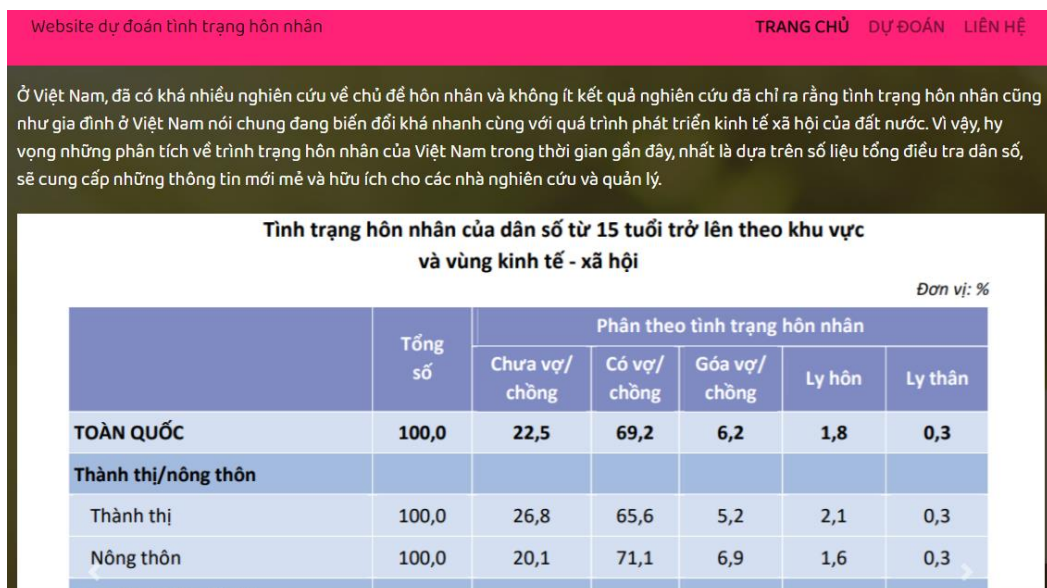 Website dự đoán tình trạng hôn nhân
TRANG CHỦ DỰ ĐOÁN LIÊN HỆ
Ở Việt Nam, đã có khá nhiều nghiên cứu về chủ đề hôn nhân và không ít kết quả nghiên cứu đã chỉ ra rằng tình trạng hôn nhân cũng
như gia đình ở Việt Nam nói chung đang biến đổi khá nhanh cùng với quá trình phát triển kinh tế xã hội của đất nước. Vì vậy, hy
vọng những phân tích về trình trạng hôn nhân của Việt Nam trong thời gian gần đây, nhất là dựa trên số liệu tổng điều tra dân số,
sẽ cung cấp những thông tin mới mẻ và hữu ích cho các nhà nghiên cứu và quản lý.
Tình trạng hôn nhân của dân số từ 15 tuổi trở lên theo khu vực
và vùng kinh tế - xã hội
Đơn vị: %
Tổng
số
Phân theo tình trạng hôn nhân
Chưa vợ/
chồng
Có vợ/
chồng
Góa vợ/
chồng
Ly hôn
Ly thân
TOÀN QUỐC 100,0 22,5 69,2 6,2 1,8 0,3
Thành thị/nông thôn
Thành thị 100,0 26,8 65,6 5,2 2,1 0,3
Nông thôn 100,0 20,1 71,1 6,9 1,6 0,3